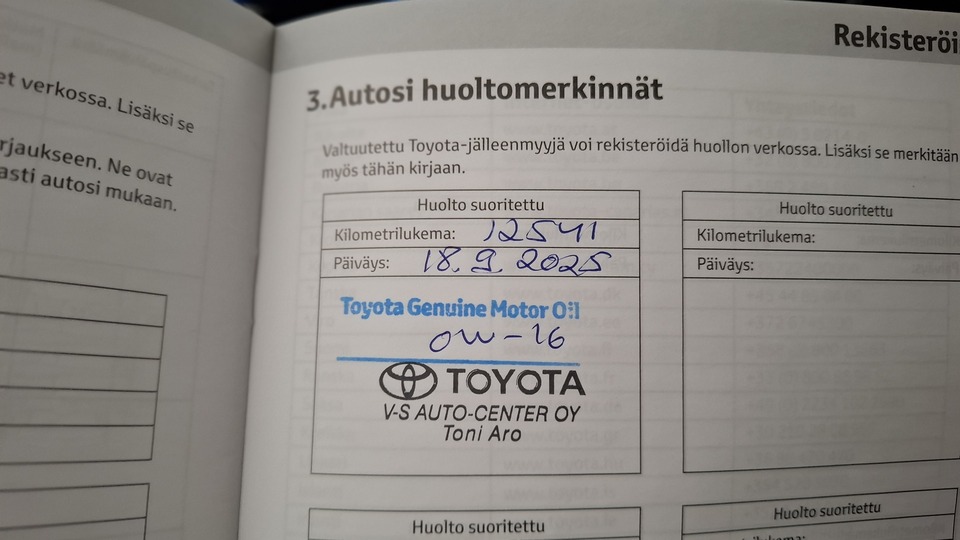 Rekisteröi
et verkossa. Lisäksi se
rjaukseen. Ne ovat
asti autosi mukaan.
3. Autosi huoltomerkinnät
Valtuutettu Toyota-jälleenmyyjä voi rekisteröidä huollon verkossa. Lisäksi se merkitään
myös tähän kirjaan.
Huolto suoritettu
Kilometrilukema: 12541
Päiväys: 18.9.2025
Toyota Genuine Motor Oil
0W-16
TOYOTA
V-S AUTO-CENTER OY
Toni Aro
Huolto suoritettu
Kilometrilukema:
Päiväys:
Huolto suoritettu
Huolto suoritettu